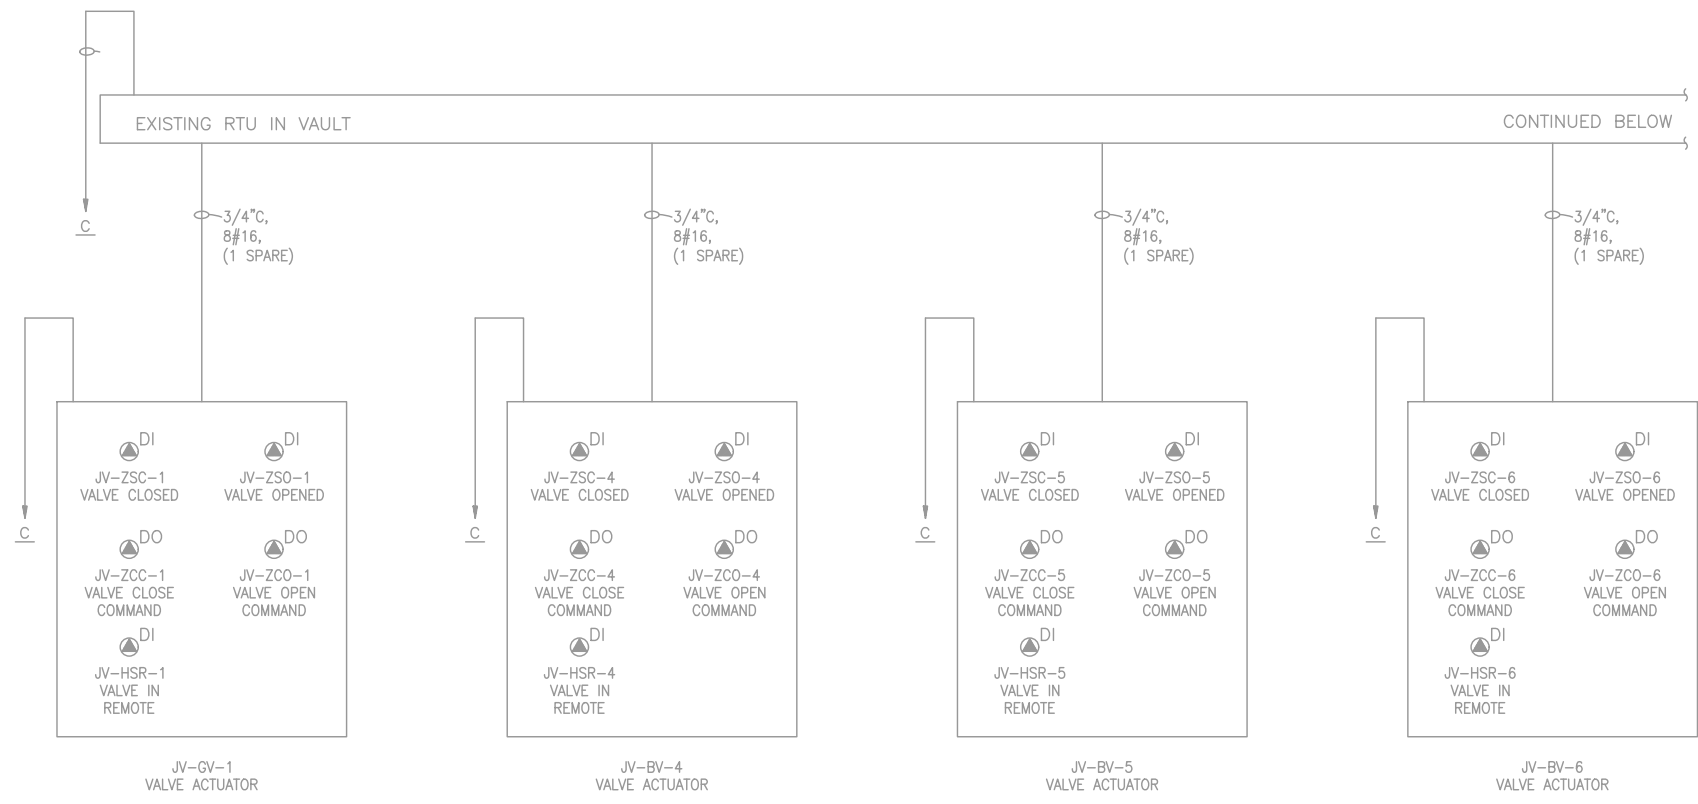 EXISTING RTU IN VAULT
CONTINUED BELOW
C
3/4"C,
8#16,
(1 SPARE)
3/4"C,
8#16,
(1 SPARE)
3/4"C,
8#16,
(1 SPARE)
3/4"C,
8#16,
(1 SPARE)
C
DI
JV-ZSC-1
VALVE CLOSED
DI
JV-ZSO-1
VALVE OPENED
DO
JV-ZCC-1
VALVE CLOSE
COMMAND
DO
JV-ZCO-1
VALVE OPEN
COMMAND
DI
JV-HSR-1
VALVE IN
REMOTE
JV-GV-1
VALVE ACTUATOR
C
DI
JV-ZSC-4
VALVE CLOSED
DI
JV-ZSO-4
VALVE OPENED
DO
JV-ZCC-4
VALVE CLOSE
COMMAND
DO
JV-ZCO-4
VALVE OPEN
COMMAND
DI
JV-HSR-4
VALVE IN
REMOTE
JV-BV-4
VALVE ACTUATOR
C
DI
JV-ZSC-5
VALVE CLOSED
DI
JV-ZSO-5
VALVE OPENED
DO
JV-ZCC-5
VALVE CLOSE
COMMAND
DO
JV-ZCO-5
VALVE OPEN
COMMAND
DI
JV-HSR-5
VALVE IN
REMOTE
JV-BV-5
VALVE ACTUATOR
C
DI
JV-ZSC-6
VALVE CLOSED
DI
JV-ZSO-6
VALVE OPENED
DO
JV-ZCC-6
VALVE CLOSE
COMMAND
DO
JV-ZCO-6
VALVE OPEN
COMMAND
DI
JV-HSR-6
VALVE IN
REMOTE
JV-BV-6
VALVE ACTUATOR